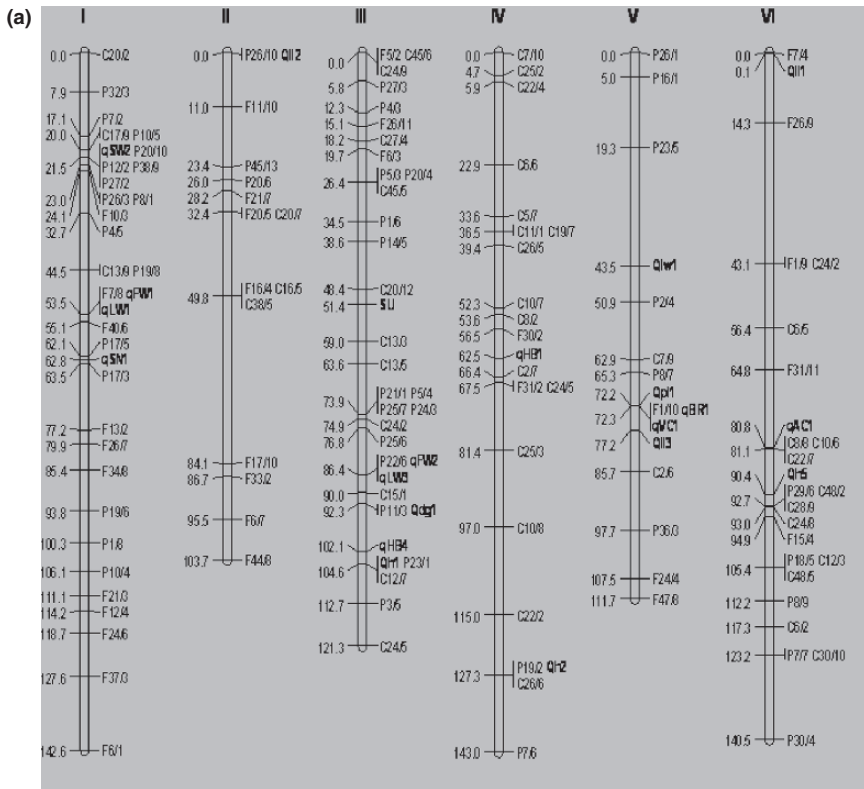 (a)
I II III IV V VI
0.0 C20/2
7.9 P32/3
17.1 P7/2
20.0 C17/9 P10/5
qSW2 P20/10
21.5 P12/2 P38/9
P27/2
23.0 P26/3 P8/1
24.1 F10/3
32.7 P4/5
44.5 C13/9 P19/8
F7/8 qPW1
53.5 qLW1
55.1 F40/6
62.1 P17/5
62.8 qSN1
63.5 P17/3
77.2 F13/2
79.9 F26/7
85.4 F34/8
93.8 P19/6
100.3 P1/8
106.1 P10/4
111.1 F21/3
114.2 F12/4
118.7 F24/6
127.6 F37/3
142.6 F6/1
0.0 P26/10 Qll2
11.0 F11/10
23.4 P45/13
26.0 P20/6
28.2 F21/7
32.4 F20/5 C20/7
F16/4 C16/5
49.8 C38/5
84.1 F17/10
86.7 F33/2
95.5 F6/7
103.7 F44/8
F5/2 C45/6
0.0 C24/9
5.8 P27/3
12.3 P4/3
15.1 F26/11
18.2 C27/4
19.7 F6/3
P5/3 P20/4
26.4 C45/5
34.5 P1/6
38.6 P14/5
48.4 C20/12
51.4
59.0 C13/3
63.6 C13/5
P21/1 P5/4
73.9 P25/7 P24/3
74.9 C24/2
76.8 P25/6
P22/6 qPW2
86.4 qLW3
90.0 C15/1
92.3 P11/3 Qdg1
102.1 qHB4
Qlr1 P23/1
104.6 C12/7
112.7 P3/5
121.3 C24/5
0.0 C7/10
4.7 C25/2
5.9 C22/4
22.9 C6/6
33.6 C5/7
36.5 C11/1 C19/7
39.4 C26/5
52.3 C10/7
53.6 C8/2
56.5 F30/2
62.5 qHB1
66.4 C2/7
67.5 F31/2 C24/5
81.4 C25/3
97.0 C10/8
115.0 C22/2
P19/2 Qlr2
127.3 C26/6
143.0 P7/6
0.0 P26/1
5.0 P16/1
19.3 P23/5
43.5 Qlw1
50.9 P2/4
62.9 C7/9
65.3 P8/7
72.2 Qpl1
F1/10 qBR1
72.3 qMC1
77.2 Qll3
85.7 C2/6
97.7 P36/3
107.5 F24/4
111.7 F47/8
0.0 F7/4
0.1 Qll1
14.3 F26/9
43.1 F1/9 C24/2
56.4 C6/5
64.8 F31/11
80.8 qAC1
C8/8 C10/6
81.1 C22/7
90.4 Qlr5
P29/6 C48/2
92.7 C28/9
93.0 C24/8
94.9 F15/4
P18/5 C12/3
105.4 C48/5
112.2 P8/9
117.3 C6/2
123.2 P7/7 C30/10
140.5 P30/4